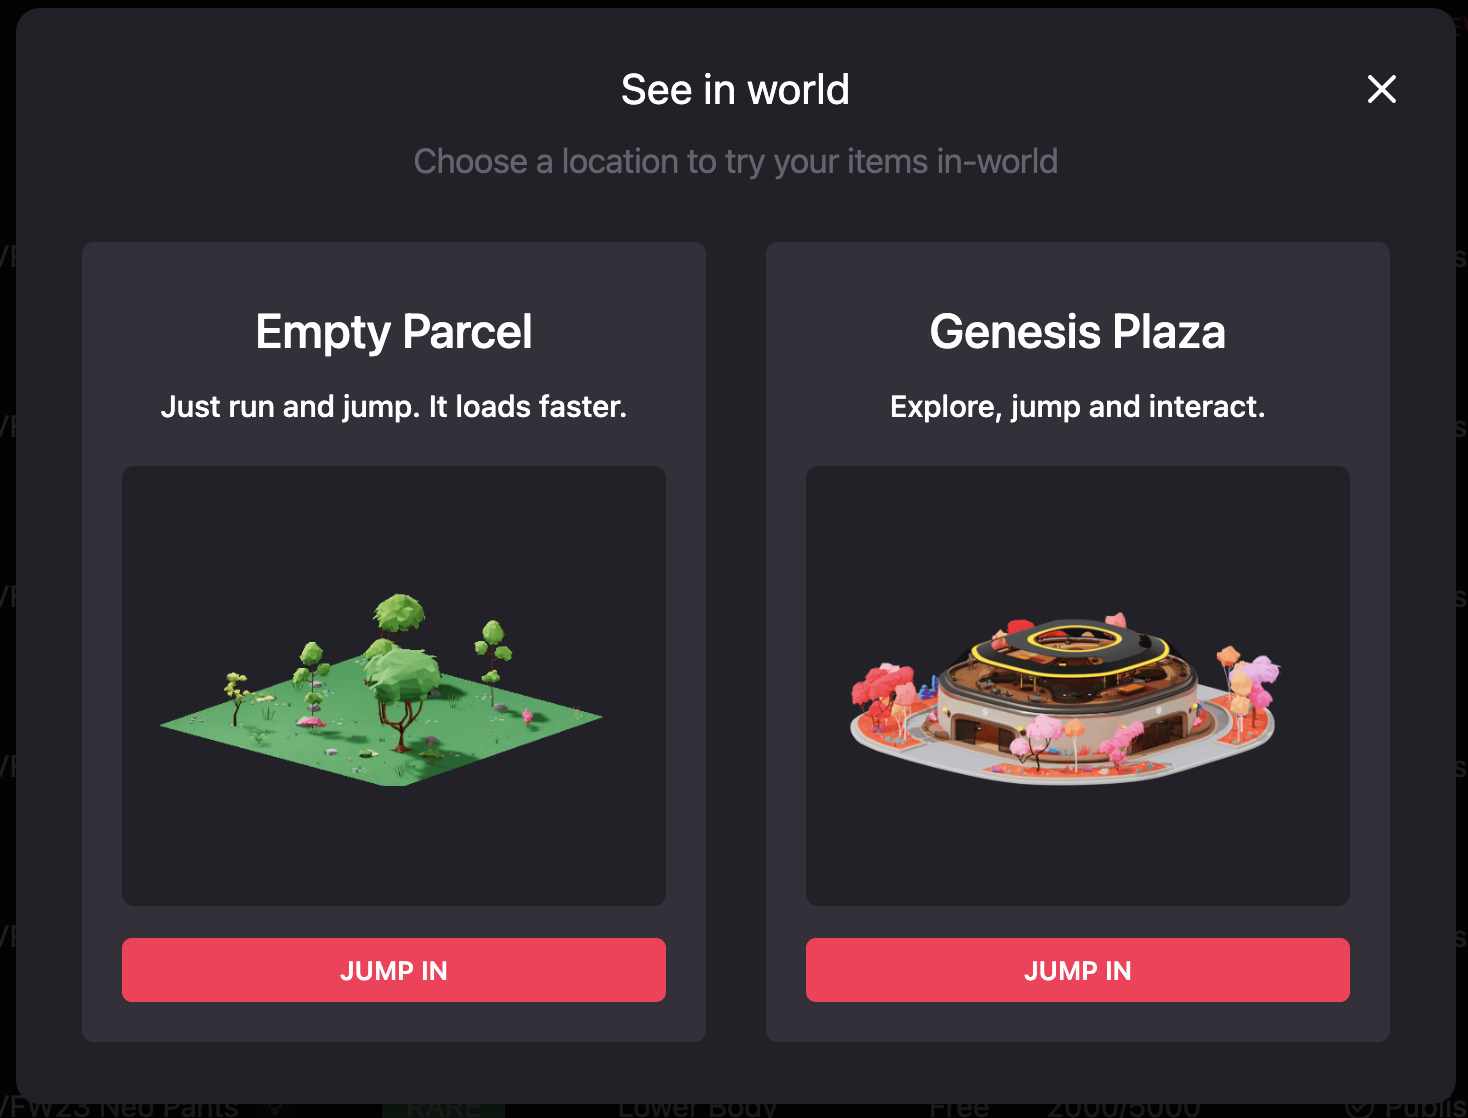 See in world
Choose a location to try your items in-world
Empty Parcel
Just run and jump. It loads faster.
JUMP IN
Genesis Plaza
Explore, jump and interact.
JUMP IN
VFW23 Neo Pants RARE Lower Body Free 2000/5000